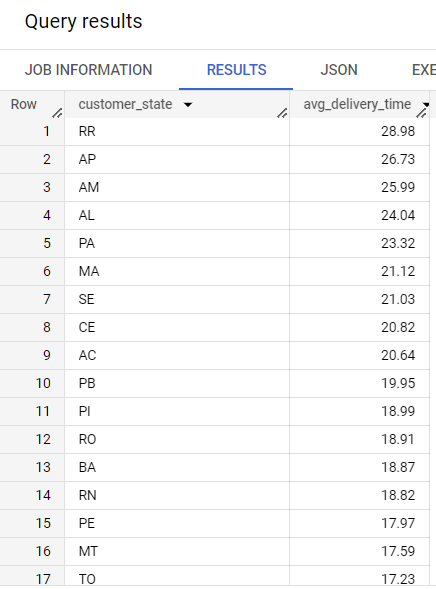 Query results
JOB INFORMATION RESULTS JSON EXE
Row customer_state avg_delivery_time
1 RR 28.98
2 AP 26.73
3 AM 25.99
4 AL 24.04
5 PA 23.32
6 MA 21.12
7 SE 21.03
8 CE 20.82
9 AC 20.64
10 PB 19.95
11 PI 18.99
12 RO 18.91
13 BA 18.87
14 RN 18.82
15 PE 17.97
16 MT 17.59
17 TO 17.23